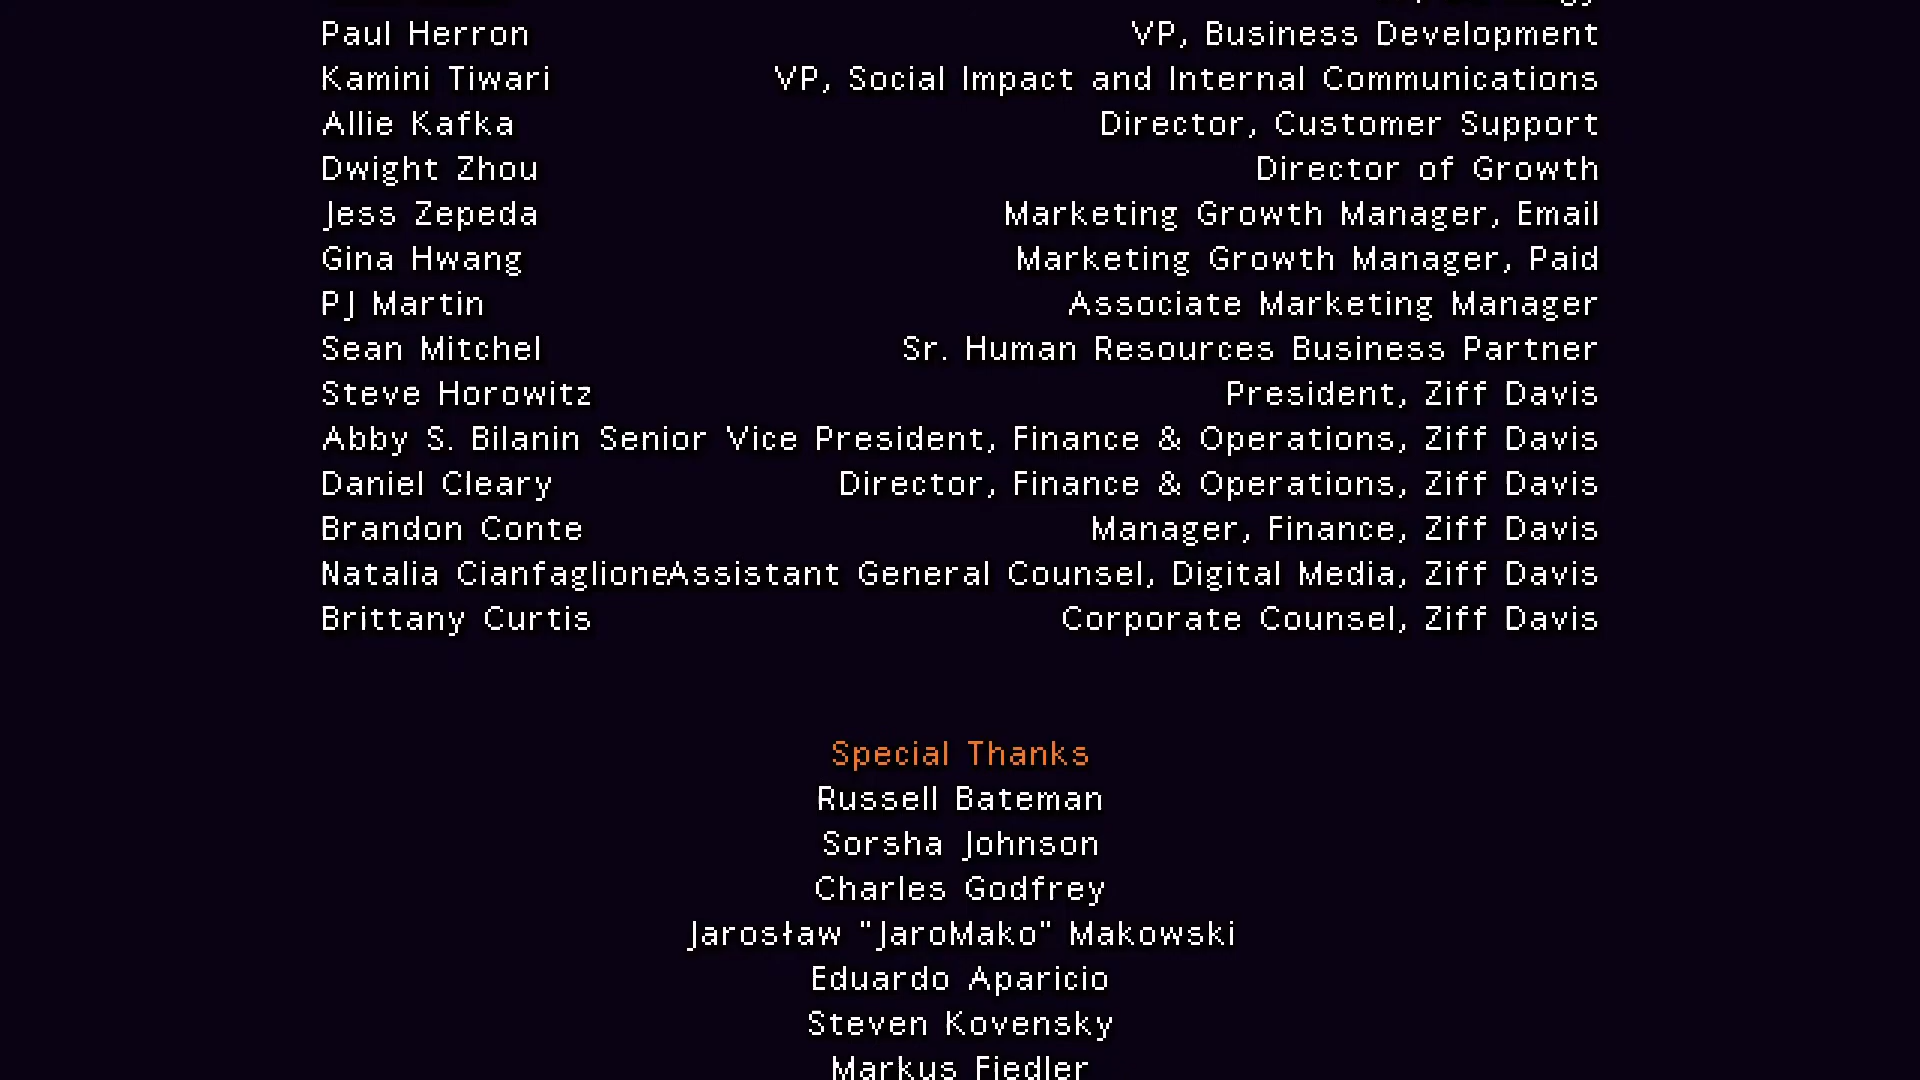 Paul Herron VP, Business Development
Kamini Tiwari VP, Social Impact and Internal Communications
Allie Kafka Director, Customer Support
Dwight Zhou Director of Growth
Jess Zepeda Marketing Growth Manager, Email
Gina Hwang Marketing Growth Manager, Paid
PJ Martin Associate Marketing Manager
Sean Mitchel Sr. Human Resources Business Partner
Steve Horowitz President, Ziff Davis
Abby S. Bilanin Senior Vice President, Finance & Operations, Ziff Davis
Daniel Cleary Director, Finance & Operations, Ziff Davis
Brandon Conte Manager, Finance, Ziff Davis
Natalia CianfaglioneAssistant General Counsel, Digital Media, Ziff Davis
Brittany Curtis Corporate Counsel, Ziff Davis
Special Thanks
Russell Bateman
Sorsha Johnson
Charles Godfrey
Jarosław "JaroMako" Makowski
Eduardo Aparicio
Steven Kovensky
Markus Fiedler